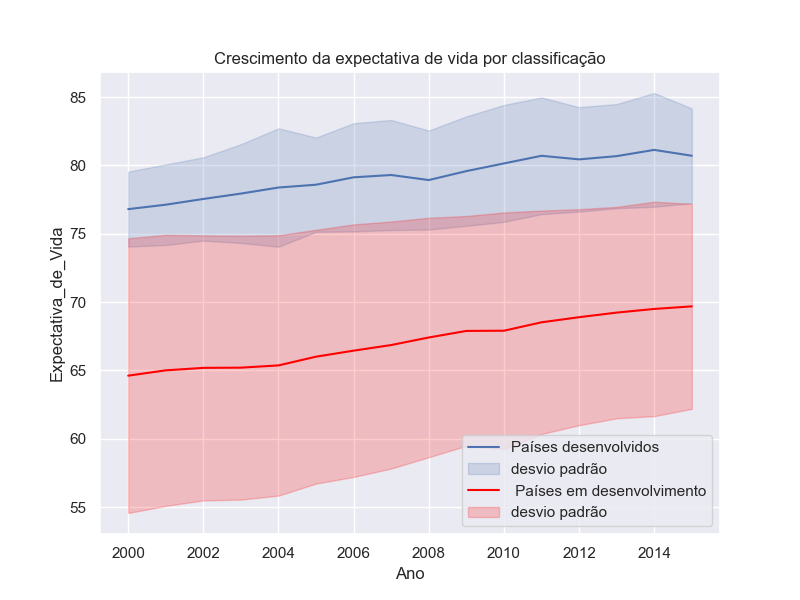 Crescimento da expectativa de vida por classificação
Expectativa_de_Vida
85
80
75
70
65
60
55
Países desenvolvidos
desvio padrão
Países em desenvolvimento
desvio padrão
2000 2002 2004 2006 2008 2010 2012 2014
Ano